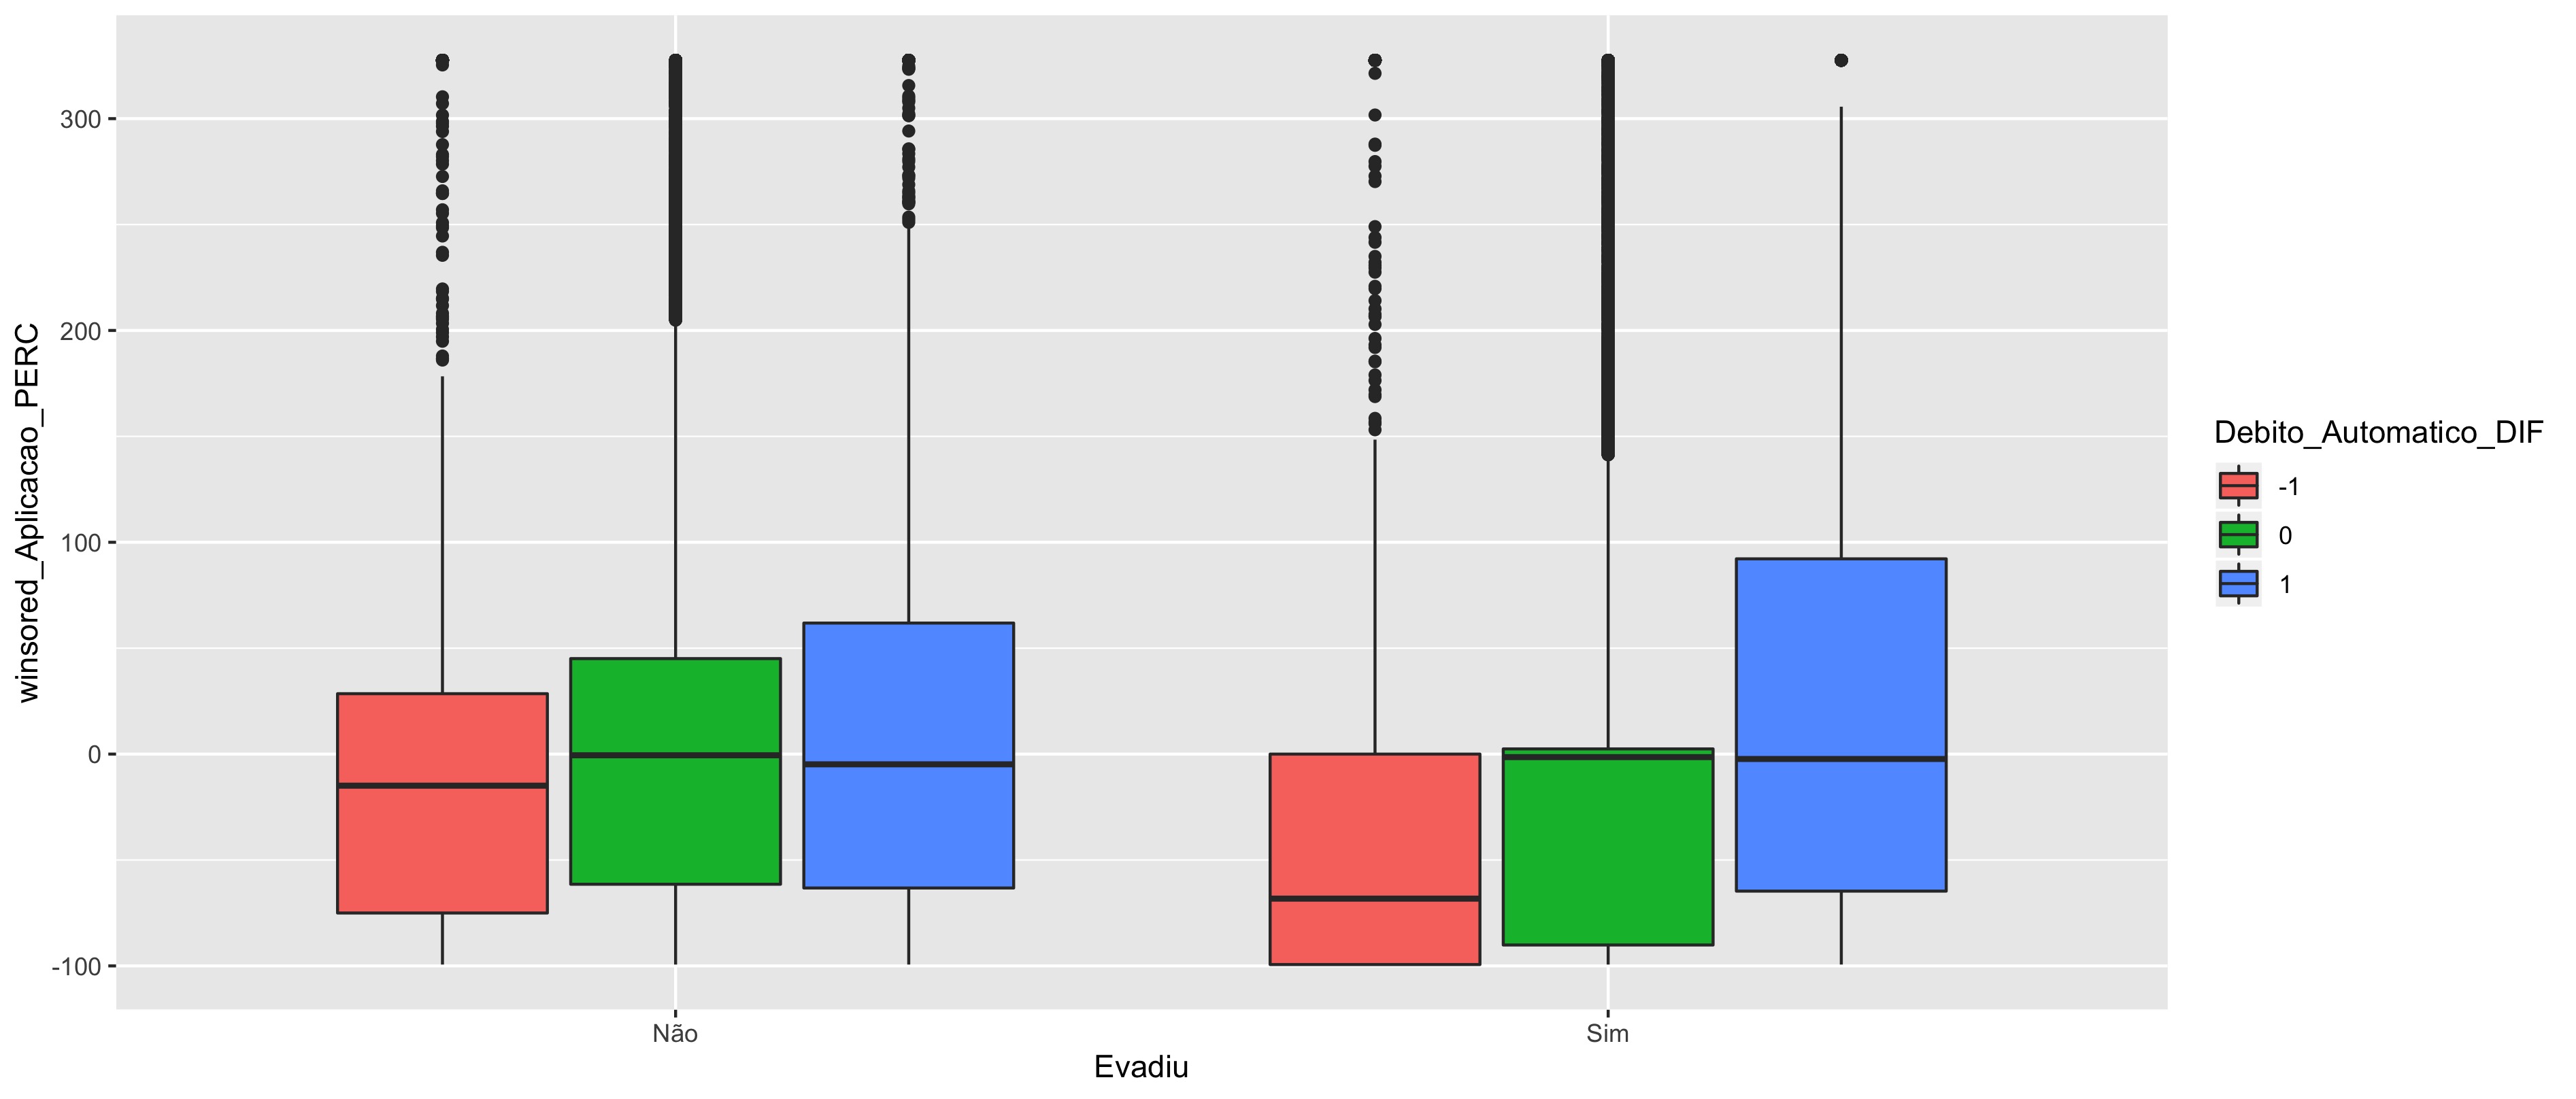 winsored_Aplicacao_PERC
300
200
100
0
-100
Não
Sim
Evadiu
Debito_Automatico_DIF
-1
0
1